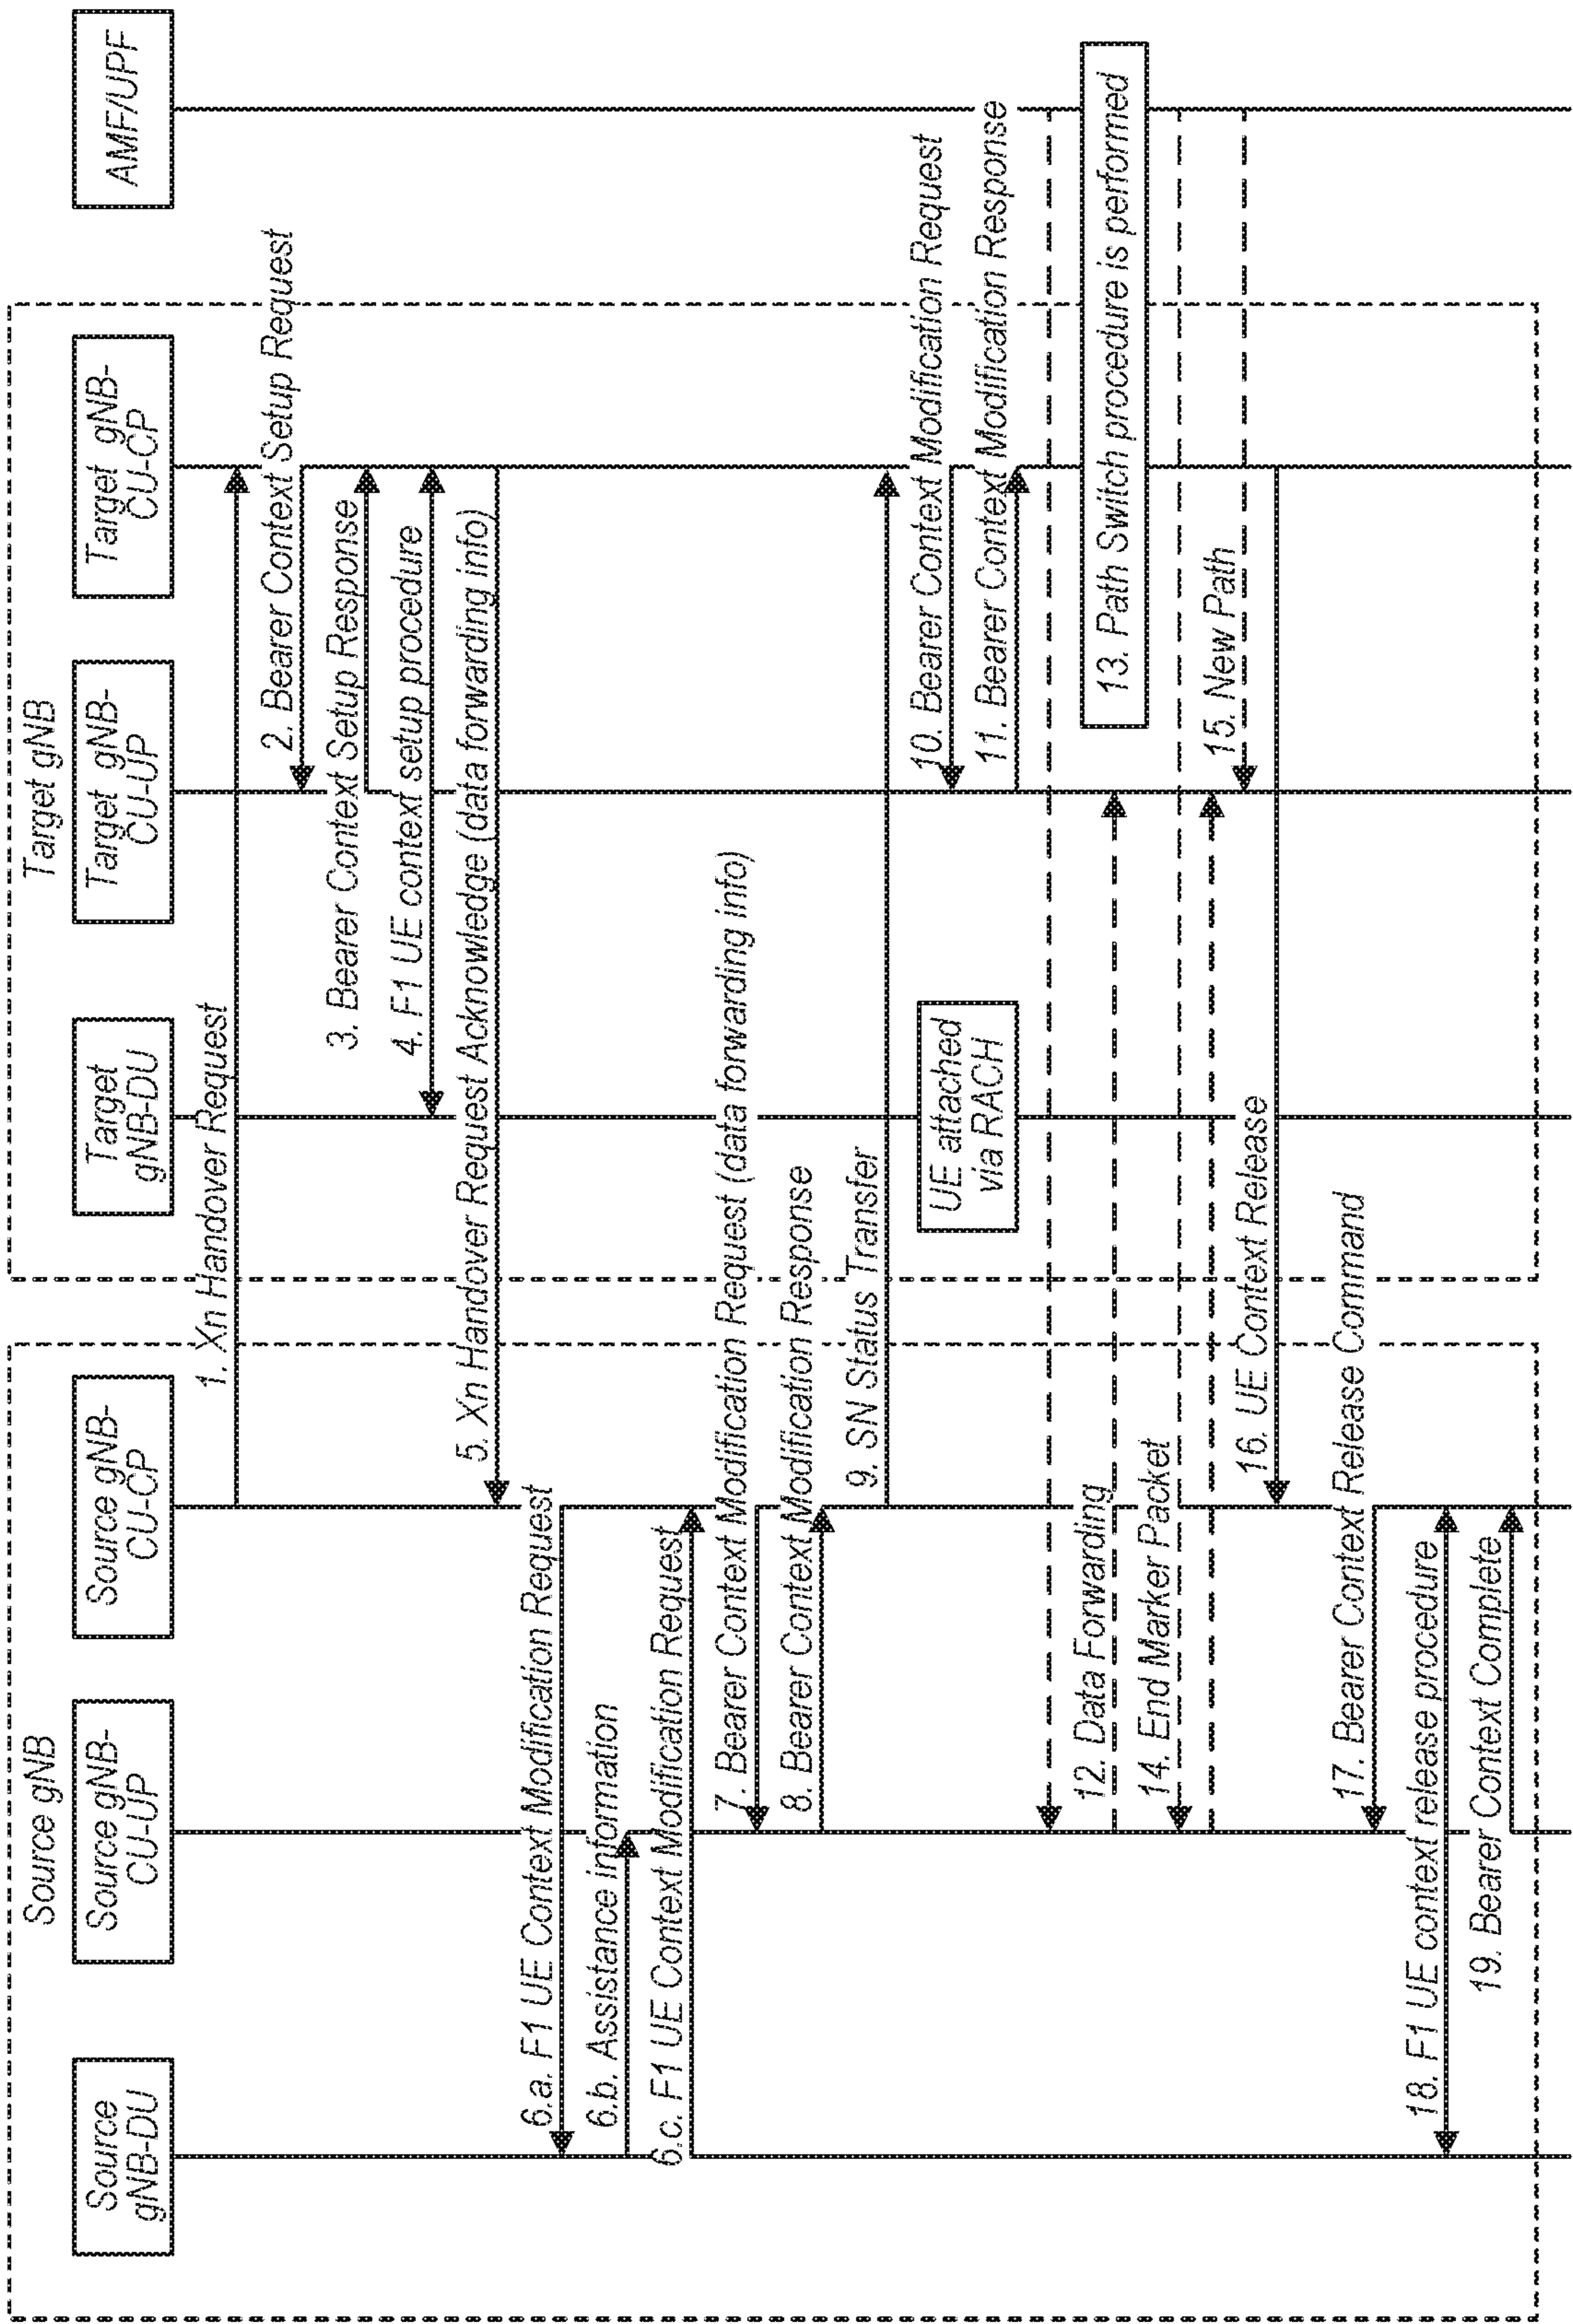 Source gNB
Target gNB
Source
gNB-DU
Source gNB-
CU-UP
Source gNB-
CU-CP
Target
gNB-DU
Target gNB-
CU-UP
Target gNB-
CU-CP
AMF/UPF
1. Xn Handover Request
2. Bearer Context Setup Request
3. Bearer Context Setup Response
4. F1 UE context setup procedure
5. Xn Handover Request Acknowledge (data forwarding info)
6.a. F1 UE Context Modification Request
6.b. Assistance information
6.c. F1 UE Context Modification Request
7. Bearer Context Modification Request (data forwarding info)
8. Bearer Context Modification Response
9. SN Status Transfer
UE attached
via RACH
10. Bearer Context Modification Request
11. Bearer Context Modification Response
12. Data Forwarding
13. Path Switch procedure is performed
14. End Marker Packet
15. New Path
16. UE Context Release
17. Bearer Context Release Command
18. F1 UE context release procedure
19. Bearer Context Complete